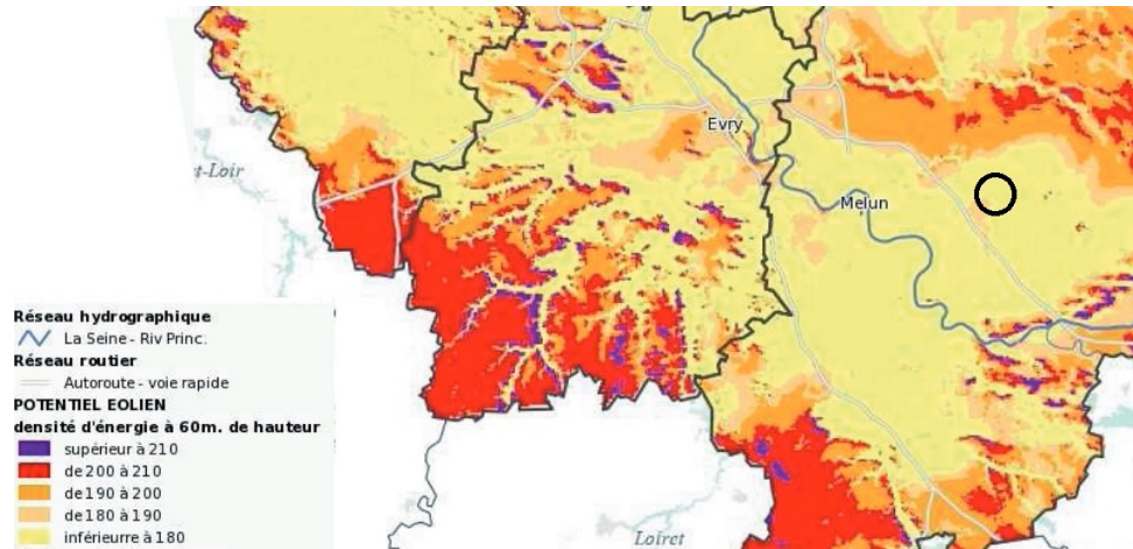 Evry
t-Loir
Melun
Réseau hydrographique
La Seine - Riv Princ.
Réseau routier
Autoroute - voie rapide
POTENTIEL EOLIEN
densité d'énergie à 60m. de hauteur
supérieur à 210
de 200 à 210
de 190 à 200
de 180 à 190
inférieurre à 180
Loiret